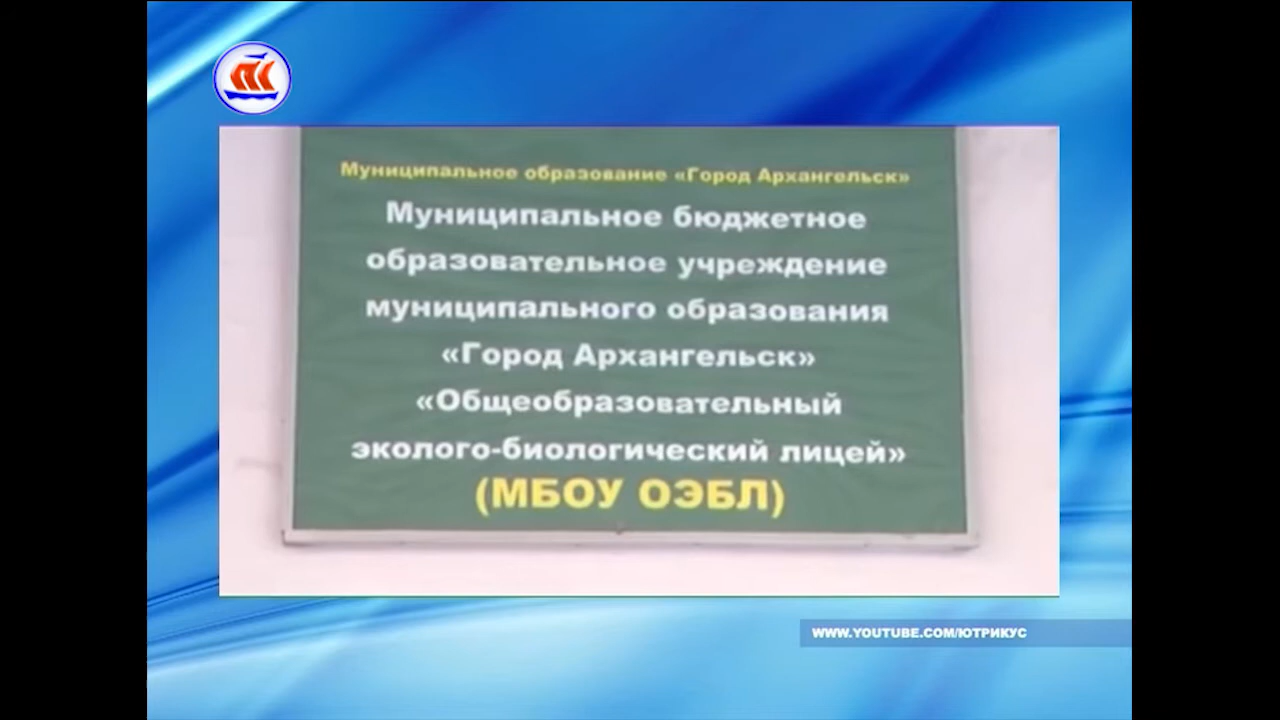 Муниципальное образование «Город Архангельск»
Муниципальное бюджетное
образовательное учреждение
муниципального образования
«Город Архангельск»
«Общеобразовательный
эколого-биологический лицей»
(МБОУ ОЭБЛ)
WWW.YOUTUBE.COM/ЮТРИКУС